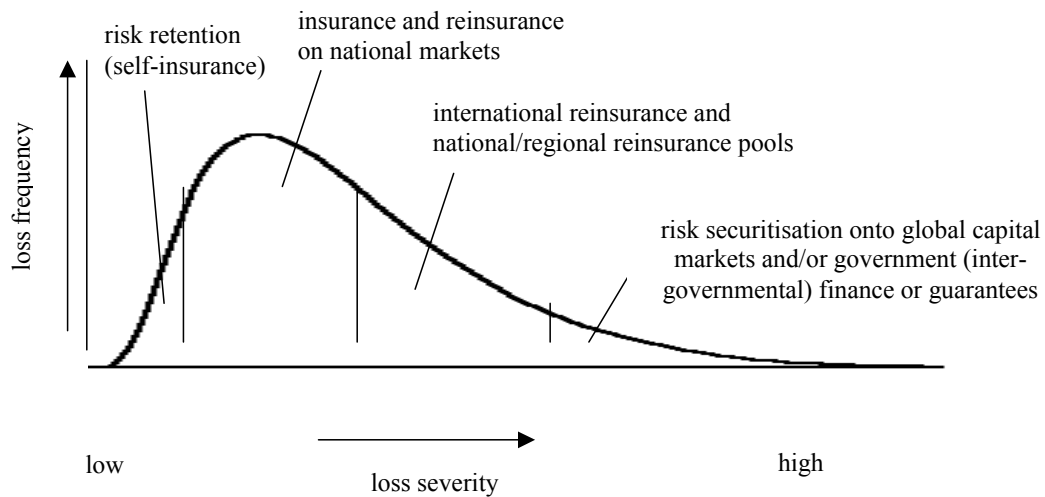 risk retention
(self-insurance)
insurance and reinsurance
on national markets
international reinsurance and
national/regional reinsurance pools
risk securitisation onto global capital
markets and/or government (inter-
governmental) finance or guarantees
loss frequency
low
loss severity
high